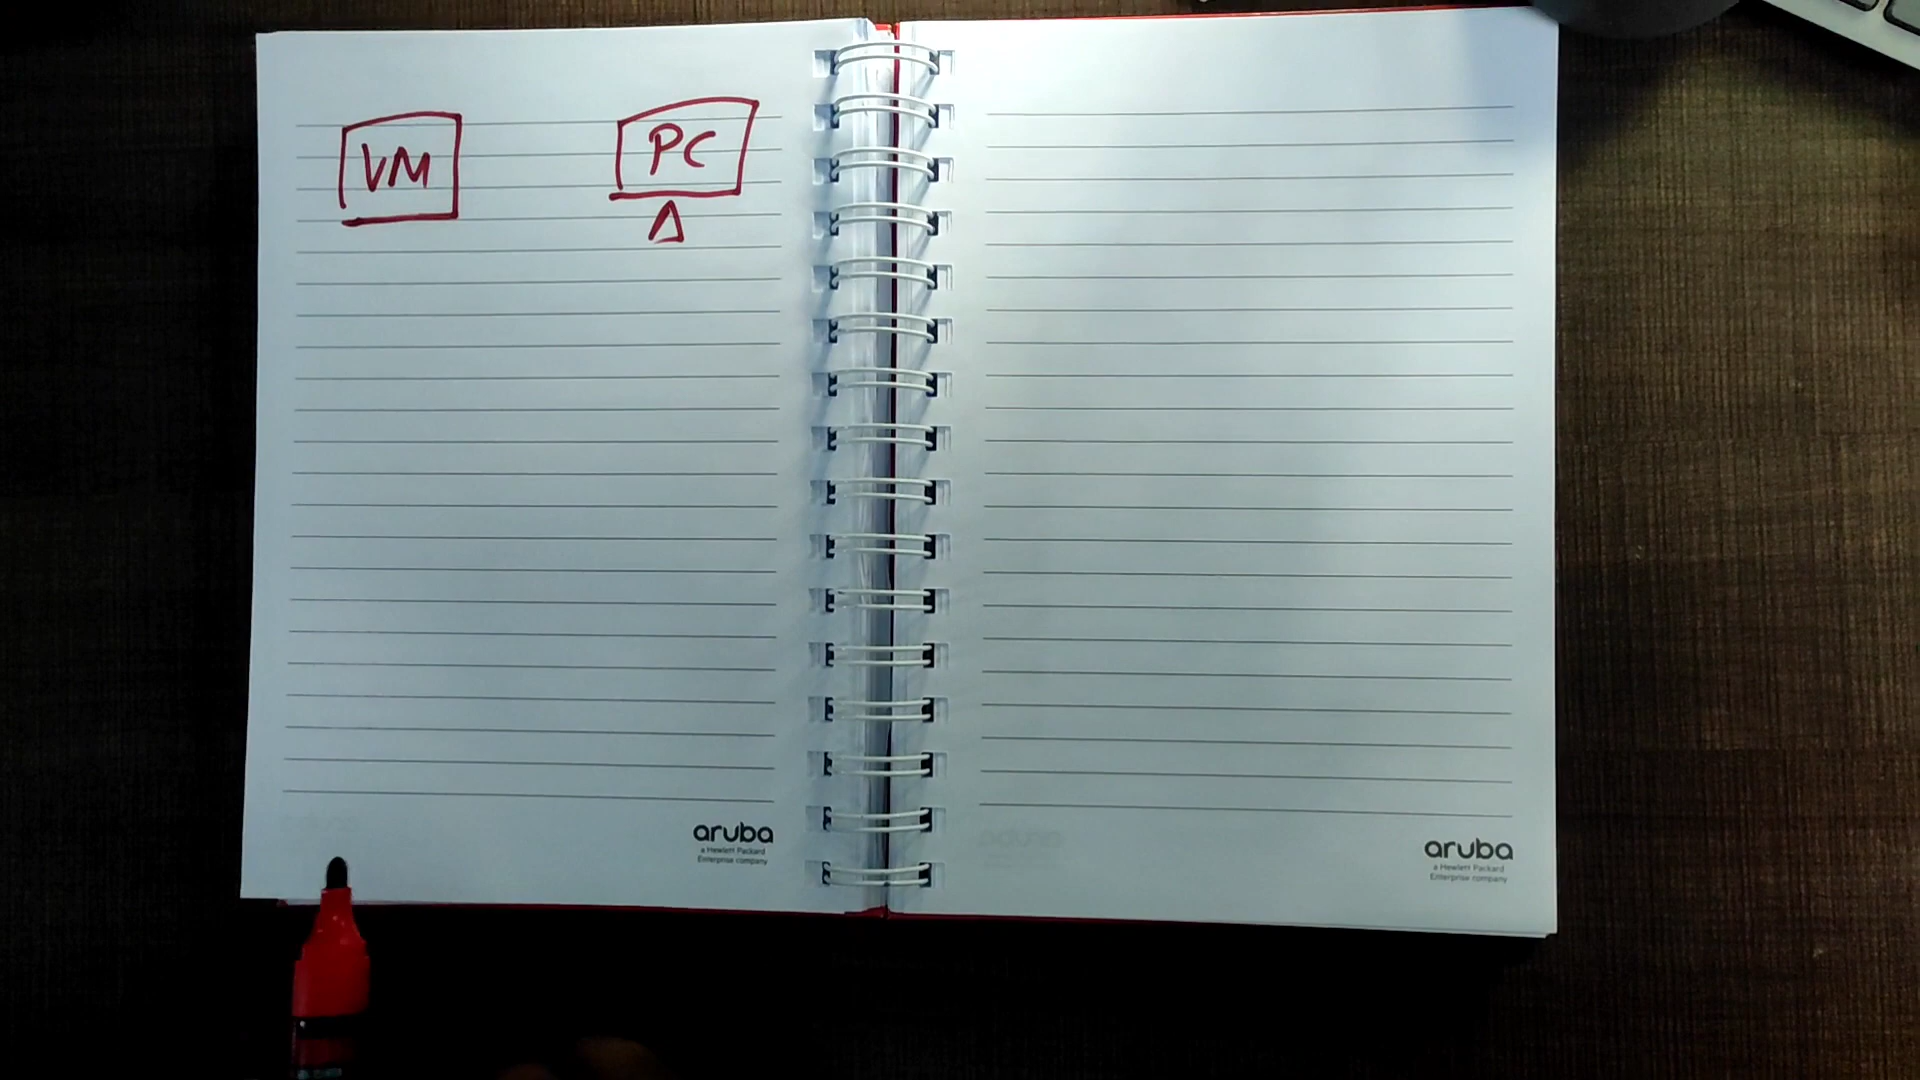 VM
PC
aruba
a Hewlett Packard
Enterprise company
aruba
a Hewlett Packard
Enterprise company